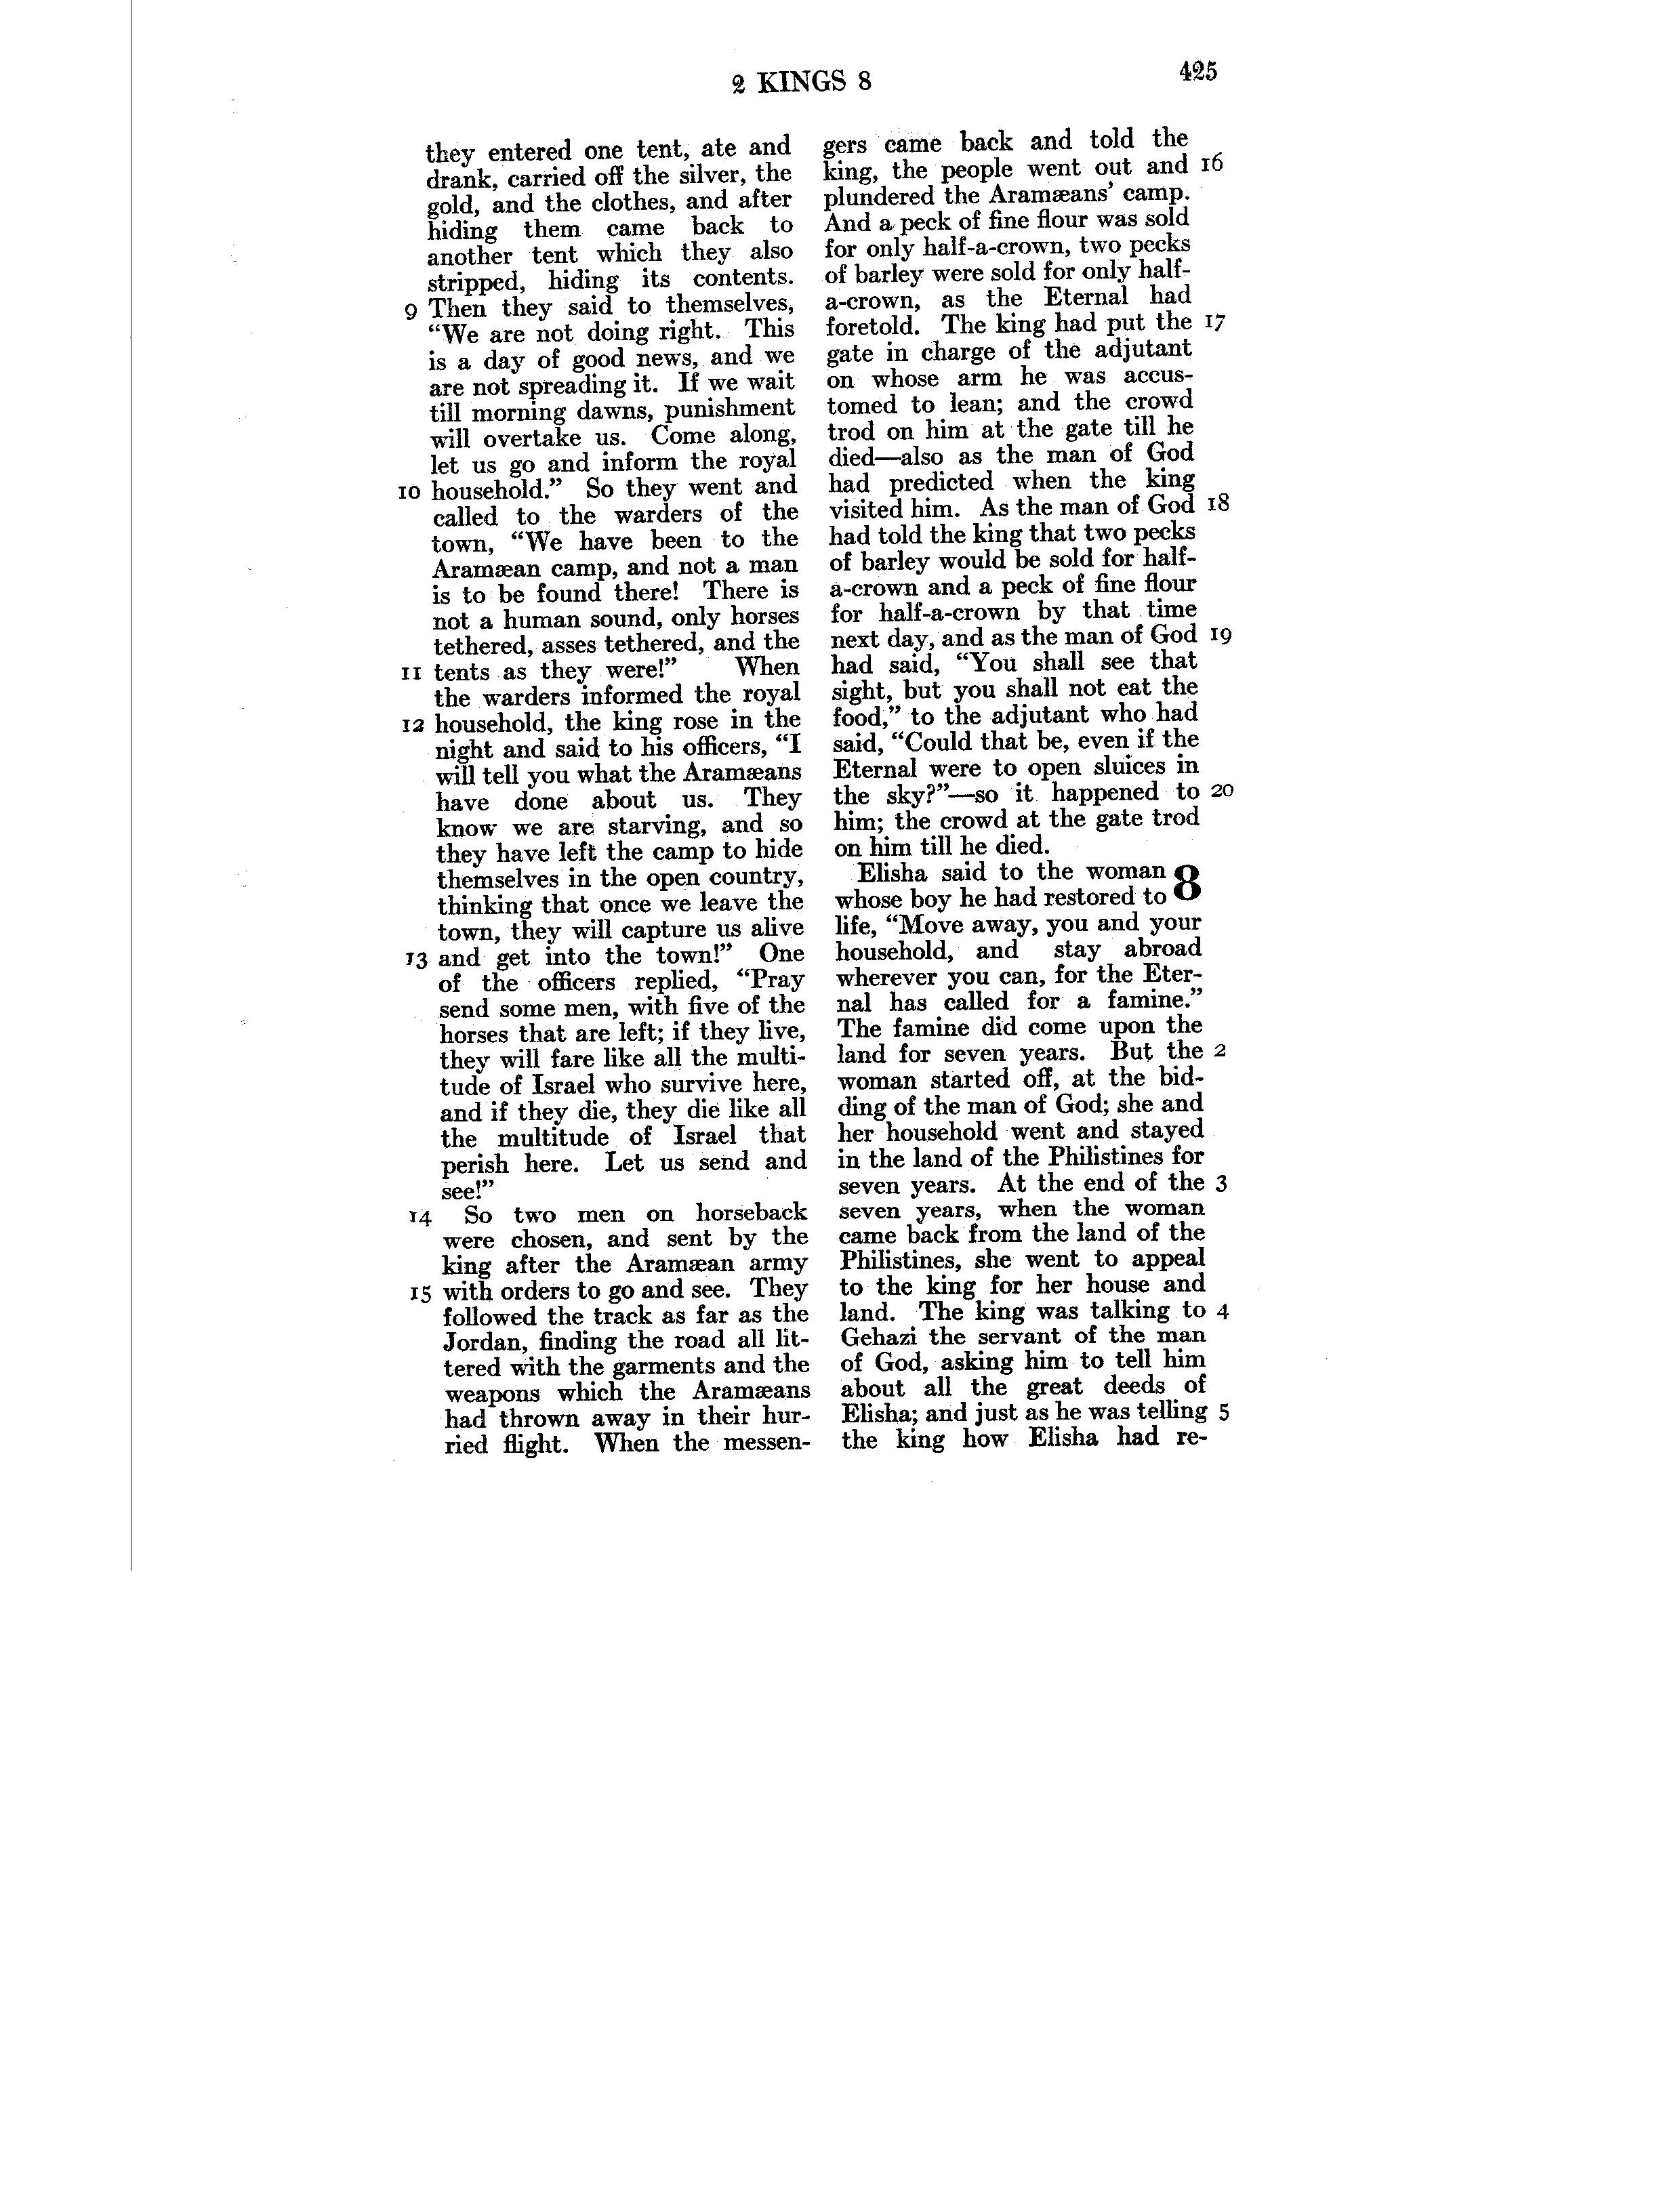 2 KINGS 8
425
they entered one tent, ate and
drank, carried off the silver, the
gold, and the clothes, and after
hiding them came back to
another tent which they also
stripped, hiding its contents.
9 Then they said to themselves,
“We are not doing right. This
is a day of good news, and we
are not spreading it. If we wait
till morning dawns, punishment
will overtake us. Come along,
let us go and inform the royal
10 household.” So they went and
called to the warders of the
town, “We have been to the
Aramæan camp, and not a man
is to be found there! There is
not a human sound, only horses
tethered, asses tethered, and the
11 tents as they were!” When
the warders informed the royal
12 household, the king rose in the
night and said to his officers, “I
will tell you what the Aramæans
have done about us. They
know we are starving, and so
they have left the camp to hide
themselves in the open country,
thinking that once we leave the
town, they will capture us alive
13 and get into the town!” One
of the officers replied, “Pray
send some men, with five of the
horses that are left; if they live,
they will fare like all the multi-
tude of Israel who survive here,
and if they die, they die like all
the multitude of Israel that
perish here. Let us send and
see!”
14 So two men on horseback
were chosen, and sent by the
king after the Aramæan army
15 with orders to go and see. They
followed the track as far as the
Jordan, finding the road all lit-
tered with the garments and the
weapons which the Aramæans
had thrown away in their hur-
ried flight. When the messen-
gers came back and told the
king, the people went out and 16
plundered the Aramæans’ camp.
And a peck of fine flour was sold
for only half-a-crown, two pecks
of barley were sold for only half-
a-crown, as the Eternal had
foretold. The king had put the 17
gate in charge of the adjutant
on whose arm he was accus-
tomed to lean; and the crowd
trod on him at the gate till he
died—also as the man of God
had predicted when the king
visited him. As the man of God 18
had told the king that two pecks
of barley would be sold for half-
a-crown and a peck of fine flour
for half-a-crown by that time
next day, and as the man of God 19
had said, “You shall see that
sight, but you shall not eat the
food,” to the adjutant who had
said, “Could that be, even if the
Eternal were to open sluices in
the sky?”—so it happened to 20
him; the crowd at the gate trod
on him till he died.
Elisha said to the woman 8
whose boy he had restored to
life, “Move away, you and your
household, and stay abroad
wherever you can, for the Eter-
nal has called for a famine.”
The famine did come upon the
land for seven years. But the 2
woman started off, at the bid-
ding of the man of God; she and
her household went and stayed
in the land of the Philistines for
seven years. At the end of the 3
seven years, when the woman
came back from the land of the
Philistines, she went to appeal
to the king for her house and
land. The king was talking to 4
Gehazi the servant of the man
of God, asking him to tell him
about all the great deeds of
Elisha; and just as he was telling 5
the king how Elisha had re-